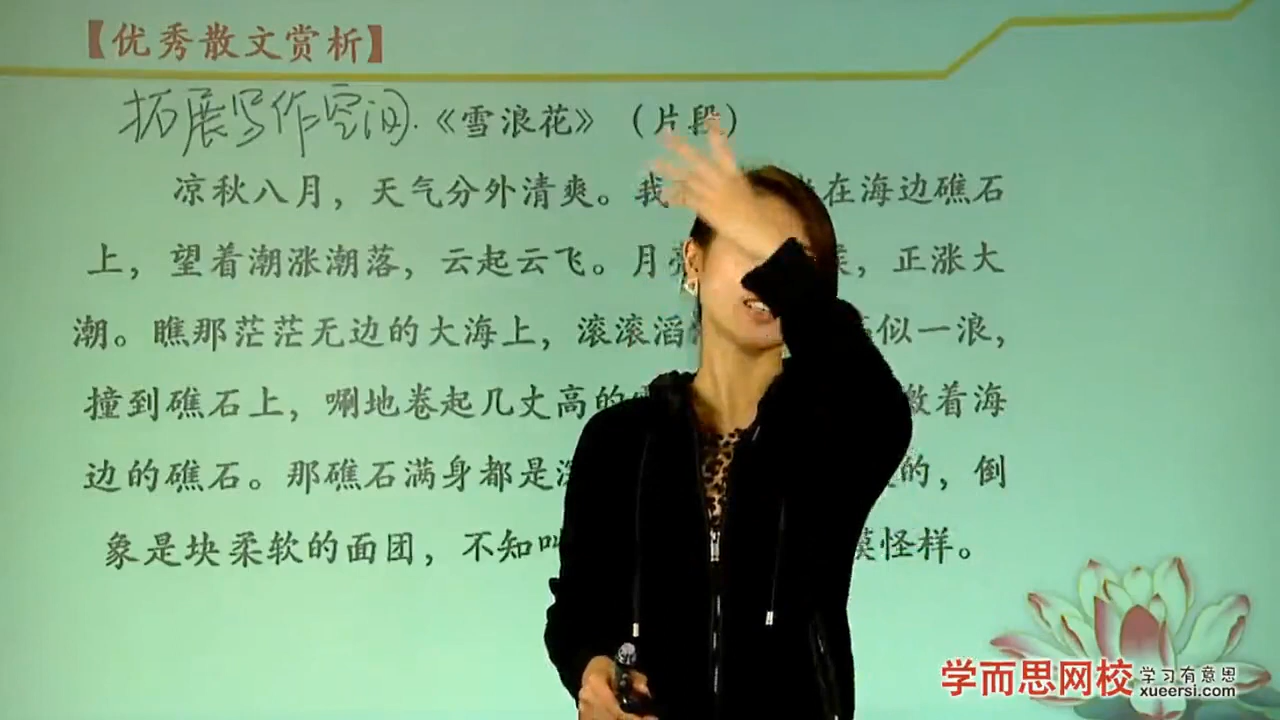 【优秀散文赏析】
拓展写作空间.《雪浪花》（片段）
凉秋八月，天气分外清爽。我 在海边礁石
上，望着潮涨潮落，云起云飞。月 ，正涨大
潮。瞧那茫茫无边的大海上，滚滚滔 似一浪，
撞到礁石上，唰地卷起几丈高的 着海
边的礁石。那礁石满身都是深 的，倒
象是块柔软的面团，不知叫 怪样。
学而思网校 学习有意思
xueersi.com